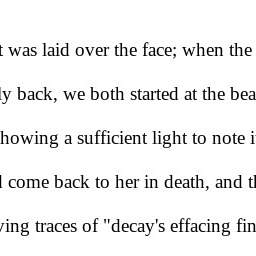 t was laid over the face; when the
ly back, we both started at the bea
howing a sufficient light to note i
l come back to her in death, and t
ving traces of "decay's effacing fin